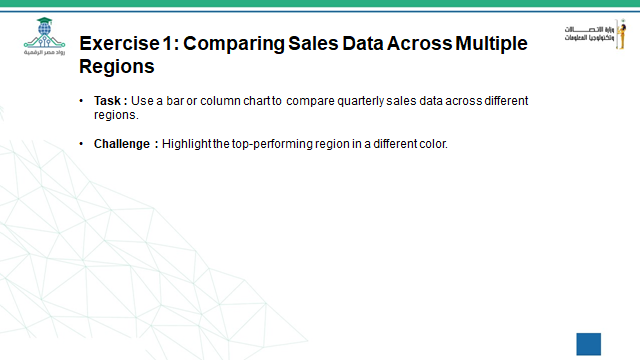 رواد مصر الرقمية
وزارة الاتصالات
وتكنولوجيا المعلومات
Exercise 1: Comparing Sales Data Across Multiple
Regions
• Task : Use a bar or column chart to compare quarterly sales data across different
regions.
• Challenge : Highlight the top-performing region in a different color.